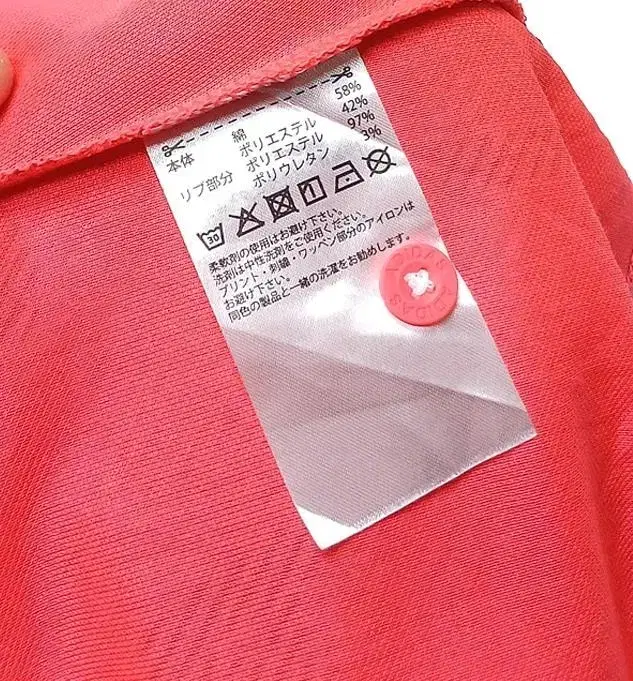 本体 綿 58%
ポリエステル 42%
リブ部分 ポリエステル 97%
ポリウレタン 3%
30
柔軟剤の使用はお避け下さい。
洗剤は中性洗剤をご使用下さい。
プリント・刺繍・ワッペン部分のアイロンは
お避け下さい。
同色の製品と一緒の洗濯をお勧めします。
ADIDAS
ADIDAS